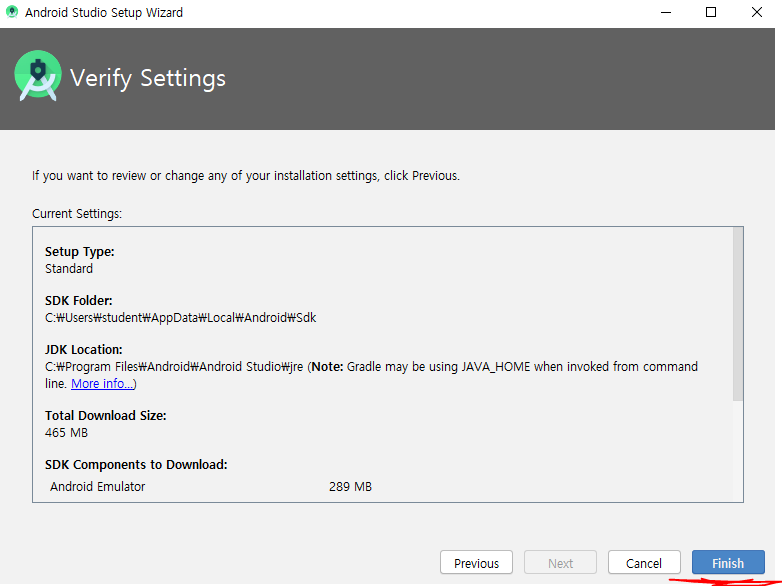 Android Studio Setup Wizard
Verify Settings
If you want to review or change any of your installation settings, click Previous.
Current Settings:
Setup Type:
Standard
SDK Folder:
C:₩Users₩student₩AppData₩Local₩Android₩Sdk
JDK Location:
C:₩Program Files₩Android₩Android Studio₩jre (Note: Gradle may be using JAVA_HOME when invoked from command
line. More info...)
Total Download Size:
465 MB
SDK Components to Download:
Android Emulator 289 MB
Previous Next Cancel Finish